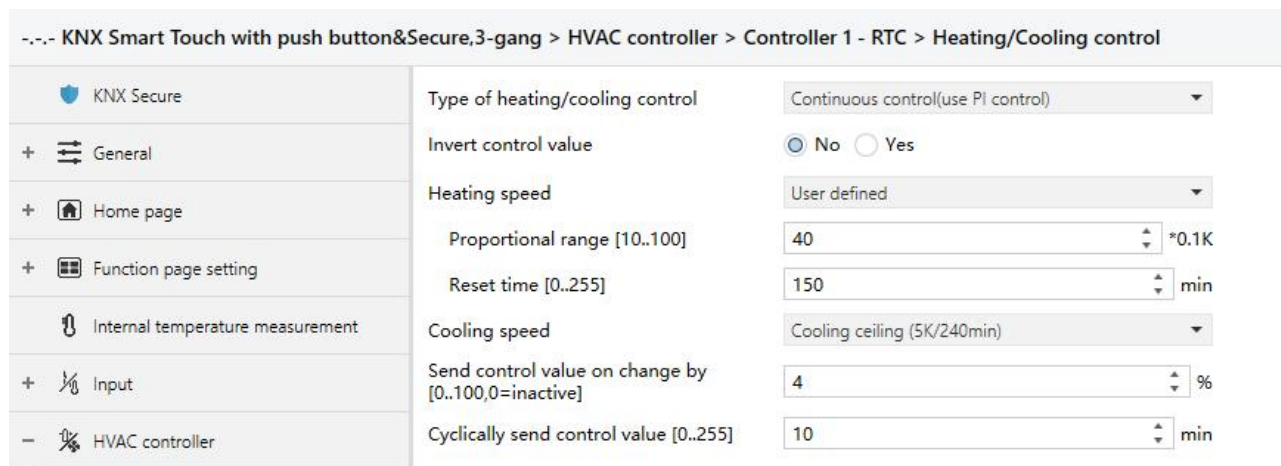 -.-.- KNX Smart Touch with push button&Secure,3-gang > HVAC controller > Controller 1 - RTC > Heating/Cooling control
KNX Secure
+ General
+ Home page
+ Function page setting
Internal temperature measurement
+ Input
− HVAC controller
Type of heating/cooling control Continuous control(use PI control)
Invert control value No Yes
Heating speed User defined
Proportional range [10..100] 40 *0.1K
Reset time [0..255] 150 min
Cooling speed Cooling ceiling (5K/240min)
Send control value on change by
[0..100,0=inactive] 4 %
Cyclically send control value [0..255] 10 min